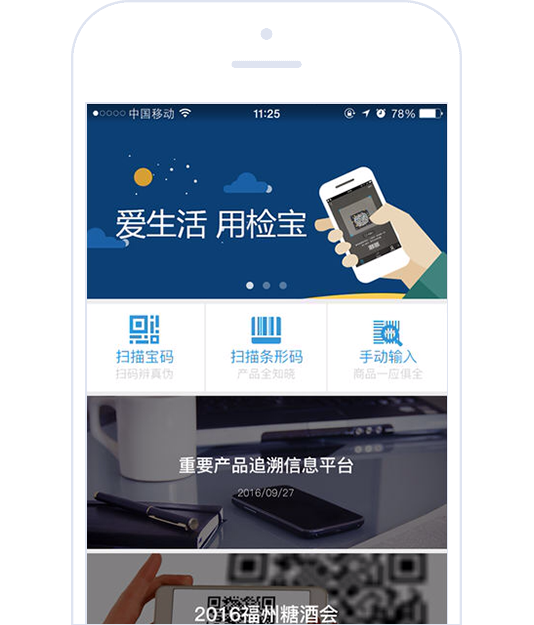 中国移动 11:25 78%
爱生活 用检宝
扫描宝码 扫描条形码 手动输入
扫码辨真伪 产品全知晓 商品一应俱全
重要产品追溯信息平台
2016/09/27
2016福州糖酒会